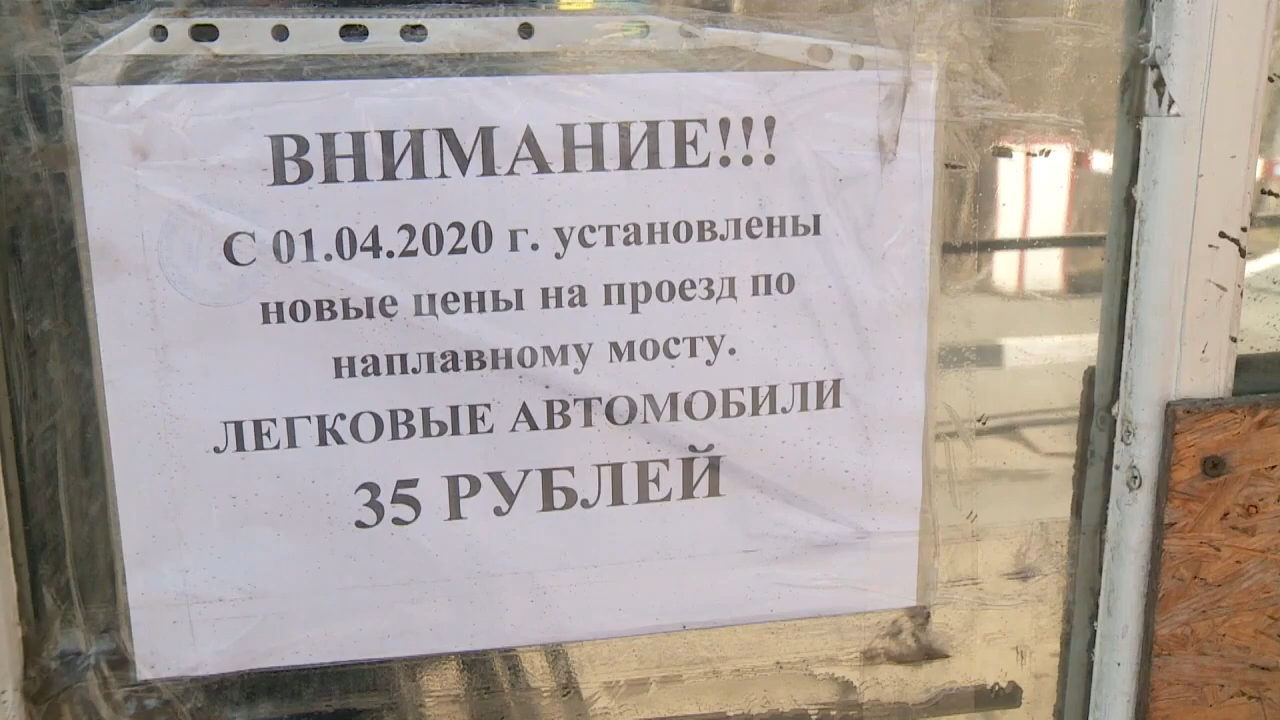 ВНИМАНИЕ!!!
С 01.04.2020 г. установлены
новые цены на проезд по
наплавному мосту.
ЛЕГКОВЫЕ АВТОМОБИЛИ
35 РУБЛЕЙ